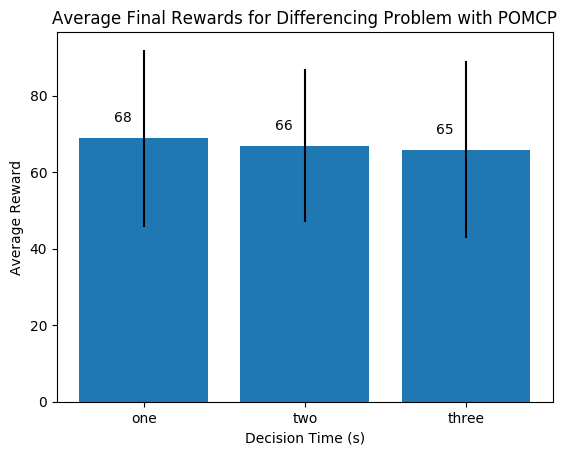 Average Final Rewards for Differencing Problem with POMCP
80
60
40
20
0
Average Reward
68
66
65
one two three
Decision Time (s)